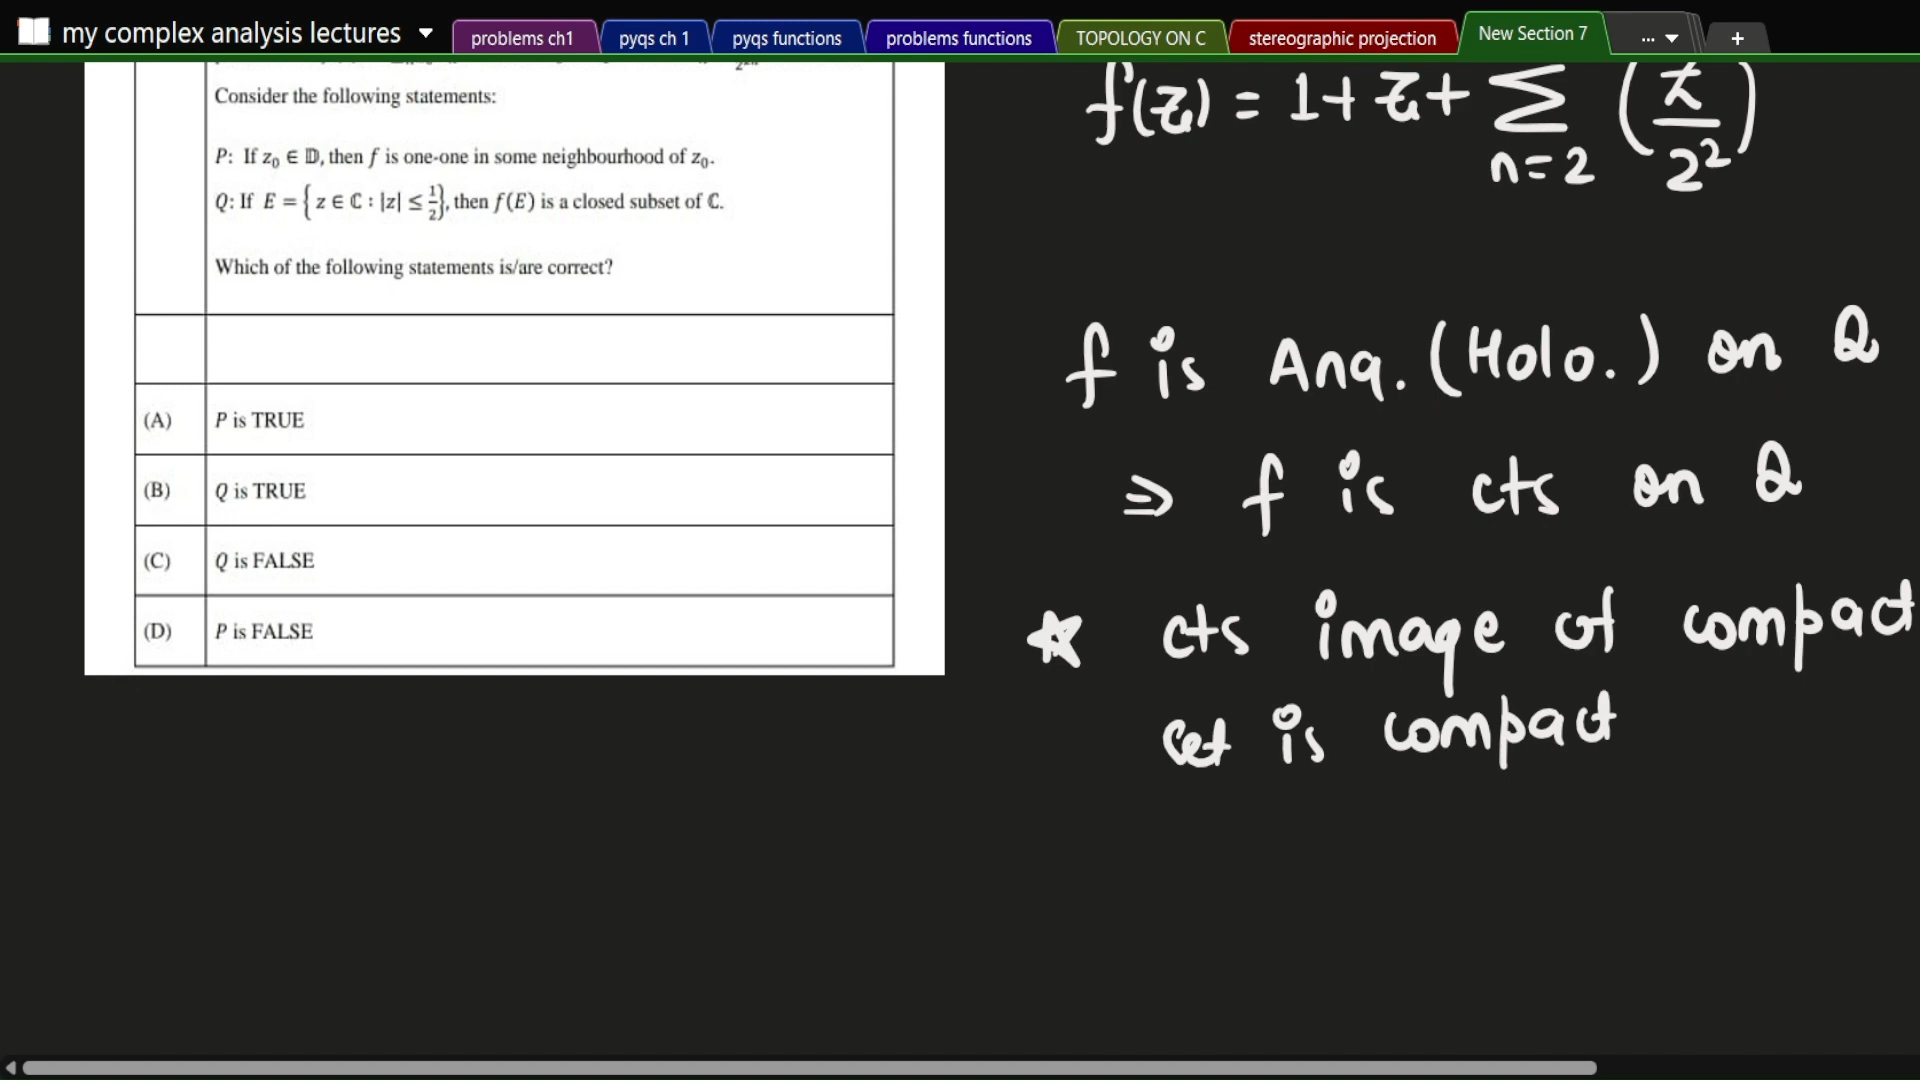 my complex analysis lectures
problems ch1
pyqs ch 1
pyqs functions
problems functions
TOPOLOGY ON C
stereographic projection
New Section 7
...
+
Consider the following statements:
P: If z₀ ∈ 𝔻, then f is one-one in some neighbourhood of z₀.
Q: If E = { z ∈ ℂ : |z| ≤ 1/2 }, then f(E) is a closed subset of ℂ.
Which of the following statements is/are correct?
(A) P is TRUE
(B) Q is TRUE
(C) Q is FALSE
(D) P is FALSE
f(z) = 1 + z + ∑ n=2 (z/2²)
f is Ana. (Holo.) on Q
⇒ f is cts on Q
☆ cts image of compact
set is compact